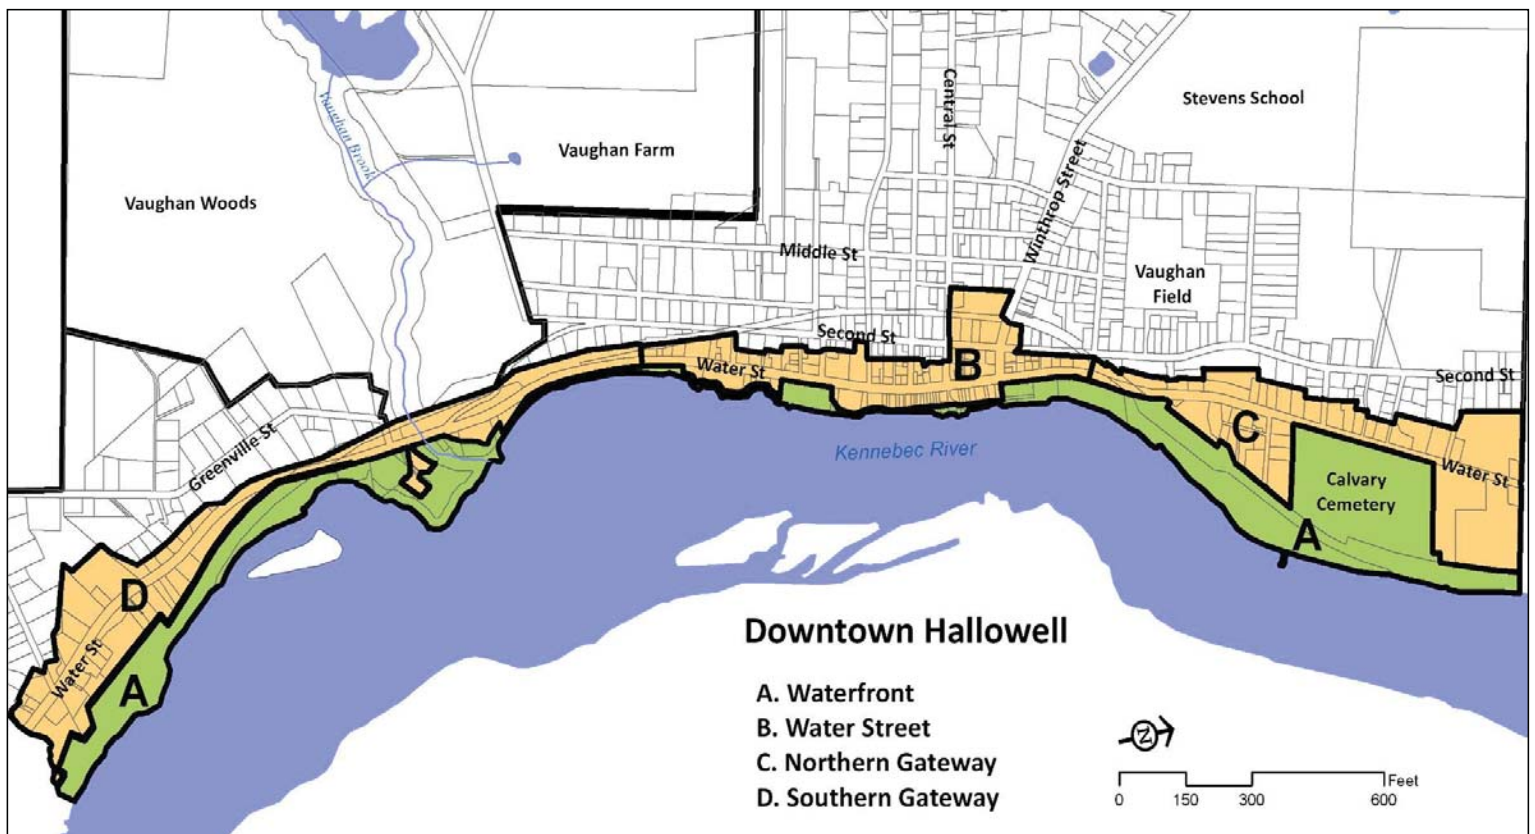 Central St
Stevens School
Vaughan Brook
Vaughan Farm
Vaughan Woods
Winthrop Street
Middle St
Vaughan
Field
Second St
Water St
B
Second St
C
Greenville St
Kennebec River
Water St
Calvary
Cemetery
A
D
Water St
A
Downtown Hallowell
A. Waterfront
B. Water Street
C. Northern Gateway
D. Southern Gateway
N
Feet
0 150 300 600